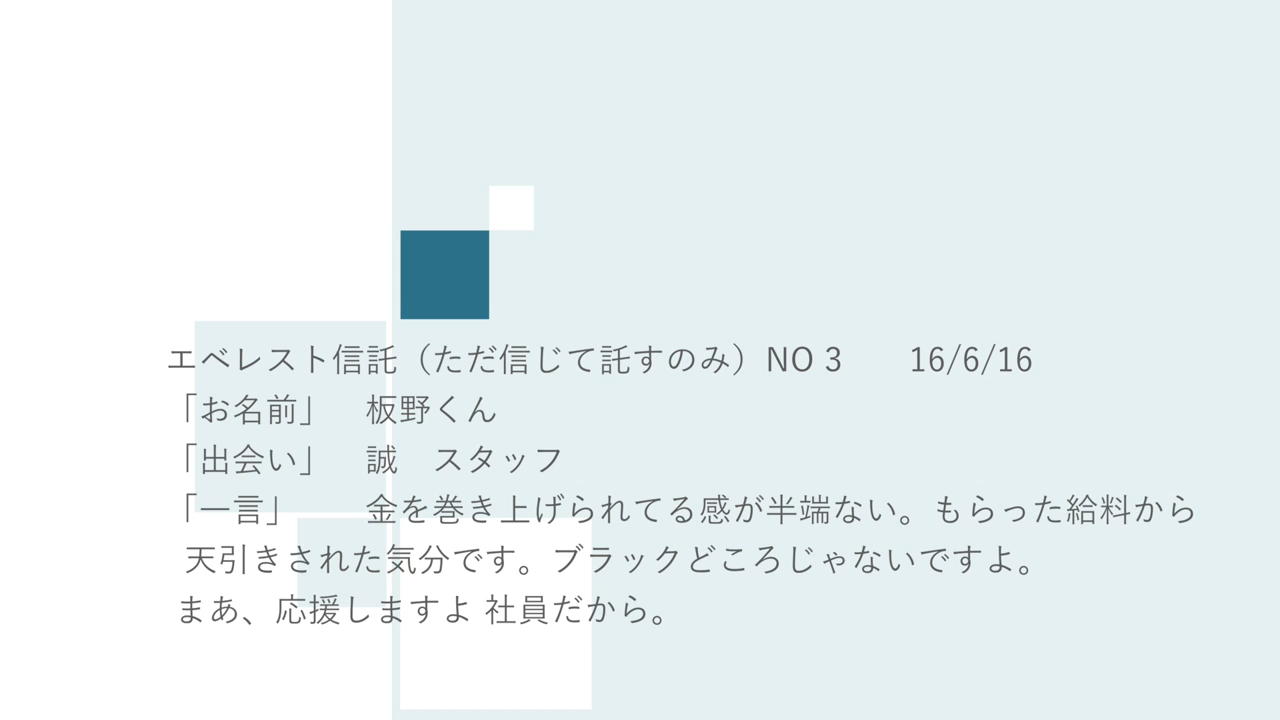 エベレスト信託（ただ信じて託すのみ）NO 3　　16/6/16
「お名前」　板野くん
「出会い」　誠　スタッフ
「一言」　　金を巻き上げられてる感が半端ない。もらった給料から
天引きされた気分です。ブラックどころじゃないですよ。
まあ、応援しますよ 社員だから。